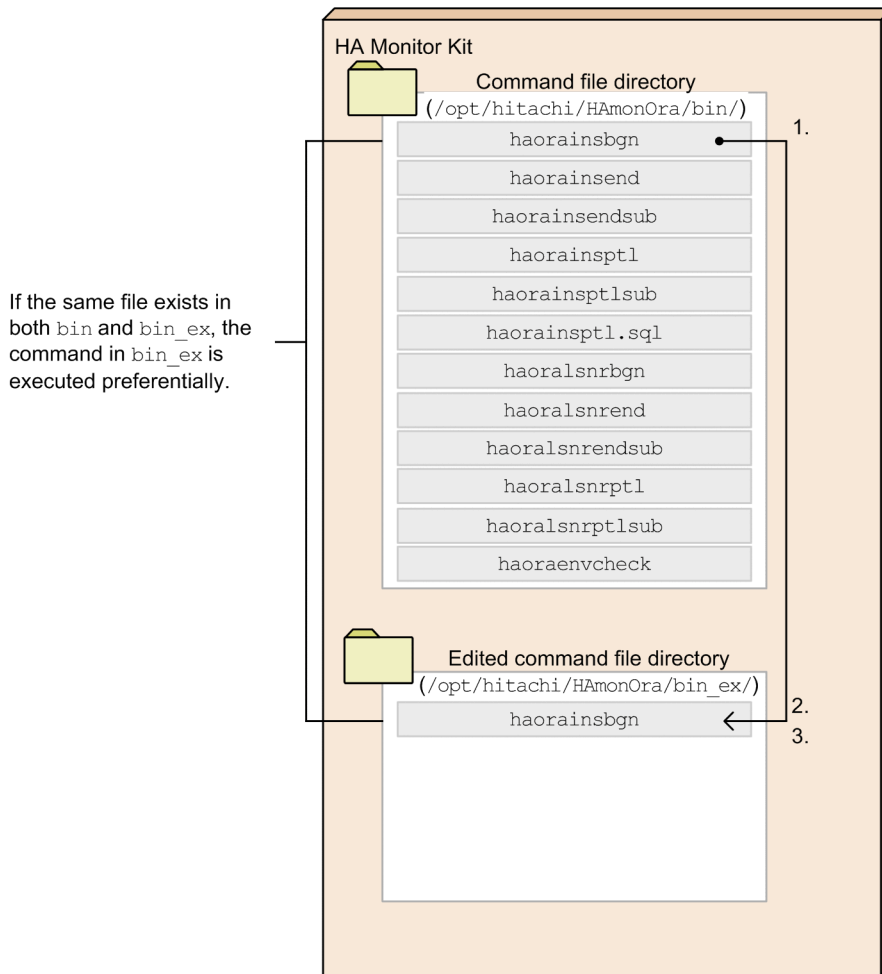 HA Monitor Kit
Command file directory
(/opt/hitachi/HAmonOra/bin/)
1.
haorainsbgn
haorainsend
haorainsendsub
haorainsptl
haorainsptlsub
haorainsptl.sql
haoralsnrbgn
haoralsnrend
haoralsnrendsub
haoralsnrptl
haoralsnrptlsub
haoraenvcheck
If the same file exists in
both bin and bin_ex, the
command in bin_ex is
executed preferentially.
Edited command file directory
(/opt/hitachi/HAmonOra/bin_ex/)
haorainsbgn
2.
3.